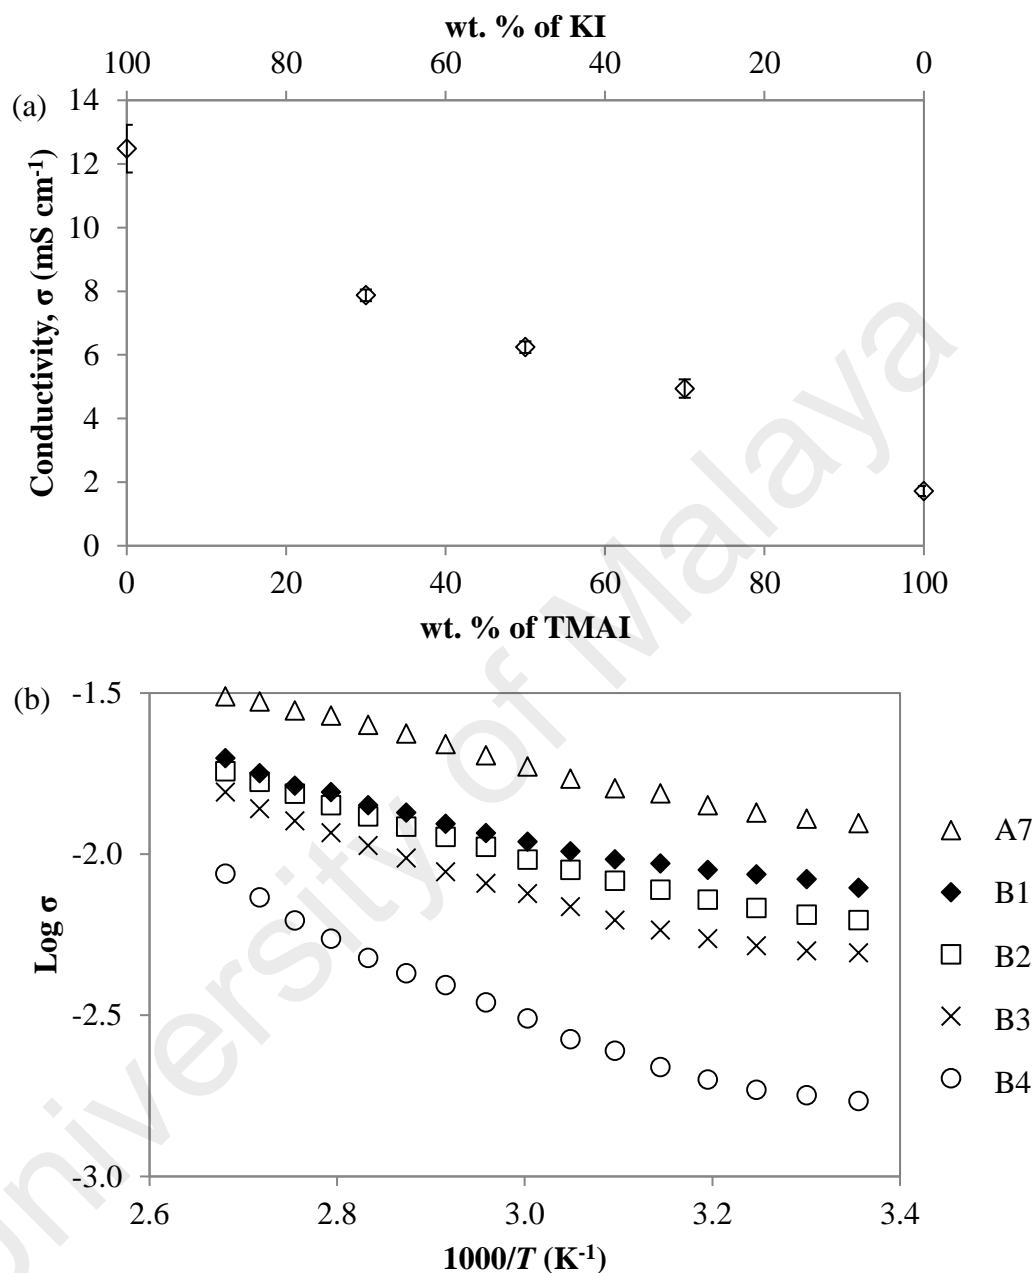 wt. % of KI
100 80 60 40 20 0
(a)
Conductivity, σ (mS cm-1)
14
12
10
8
6
4
2
0
0 20 40 60 80 100
wt. % of TMAI
(b)
Log σ
-1.5
-2.0
-2.5
-3.0
2.6 2.8 3.0 3.2 3.4
1000/T (K-1)
A7
B1
B2
B3
B4
University of Malaya